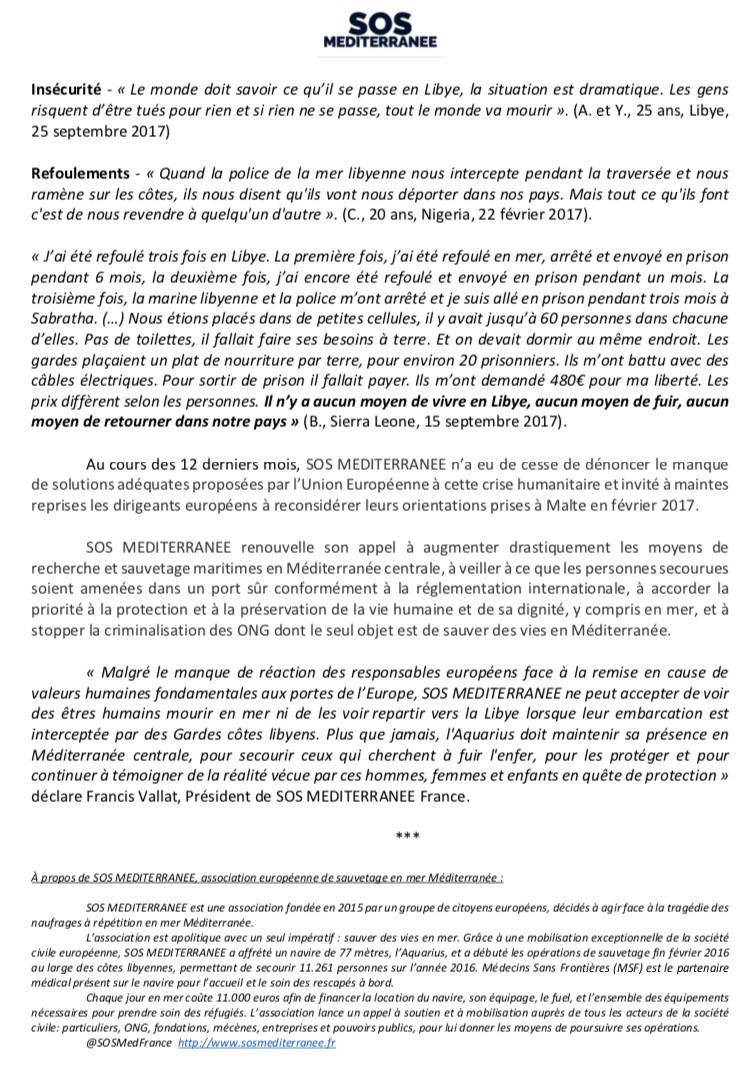 SOS
MEDITERRANEE
Insécurité - « Le monde doit savoir ce qu’il se passe en Libye, la situation est dramatique. Les gens
risquent d’être tués pour rien et si rien ne se passe, tout le monde va mourir ». (A. et Y., 25 ans, Libye,
25 septembre 2017)
Refoulements - « Quand la police de la mer libyenne nous intercepte pendant la traversée et nous
ramène sur les côtes, ils nous disent qu'ils vont nous déporter dans nos pays. Mais tout ce qu'ils font
c'est de nous revendre à quelqu'un d'autre ». (C., 20 ans, Nigeria, 22 février 2017).
« J’ai été refoulé trois fois en Libye. La première fois, j’ai été refoulé en mer, arrêté et envoyé en prison
pendant 6 mois, la deuxième fois, j’ai encore été refoulé et envoyé en prison pendant un mois. La
troisième fois, la marine libyenne et la police m’ont arrêté et je suis allé en prison pendant trois mois à
Sabratha. (…) Nous étions placés dans de petites cellules, il y avait jusqu’à 60 personnes dans chacune
d’elles. Pas de toilettes, il fallait faire ses besoins à terre. Et on devait dormir au même endroit. Les
gardes plaçaient un plat de nourriture par terre, pour environ 20 prisonniers. Ils m’ont battu avec des
câbles électriques. Pour sortir de prison il fallait payer. Ils m’ont demandé 480€ pour ma liberté. Les
prix diffèrent selon les personnes. Il n’y a aucun moyen de vivre en Libye, aucun moyen de fuir, aucun
moyen de retourner dans notre pays » (B., Sierra Leone, 15 septembre 2017).
Au cours des 12 derniers mois, SOS MEDITERRANEE n’a eu de cesse de dénoncer le manque
de solutions adéquates proposées par l’Union Européenne à cette crise humanitaire et invité à maintes
reprises les dirigeants européens à reconsidérer leurs orientations prises à Malte en février 2017.
SOS MEDITERRANEE renouvelle son appel à augmenter drastiquement les moyens de
recherche et sauvetage maritimes en Méditerranée centrale, à veiller à ce que les personnes secourues
soient amenées dans un port sûr conformément à la réglementation internationale, à accorder la
priorité à la protection et à la préservation de la vie humaine et de sa dignité, y compris en mer, et à
stopper la criminalisation des ONG dont le seul objet est de sauver des vies en Méditerranée.
« Malgré le manque de réaction des responsables européens face à la remise en cause de
valeurs humaines fondamentales aux portes de l’Europe, SOS MEDITERRANEE ne peut accepter de voir
des êtres humains mourir en mer ni de les voir repartir vers la Libye lorsque leur embarcation est
interceptée par des Gardes côtes libyens. Plus que jamais, l'Aquarius doit maintenir sa présence en
Méditerranée centrale, pour secourir ceux qui cherchent à fuir l'enfer, pour les protéger et pour
continuer à témoigner de la réalité vécue par ces hommes, femmes et enfants en quête de protection »
déclare Francis Vallat, Président de SOS MEDITERRANEE France.
***
À propos de SOS MEDITERRANEE, association européenne de sauvetage en mer Méditerranée :
SOS MEDITERRANEE est une association fondée en 2015 par un groupe de citoyens européens, décidés à agir face à la tragédie des
naufrages à répétition en mer Méditerranée.
L’association est apolitique avec un seul impératif : sauver des vies en mer. Grâce à une mobilisation exceptionnelle de la société
civile européenne, SOS MEDITERRANEE a affrété un navire de 77 mètres, l’Aquarius, et a débuté les opérations de sauvetage fin février 2016
au large des côtes libyennes, permettant de secourir 11.261 personnes sur l’année 2016. Médecins Sans Frontières (MSF) est le partenaire
médical présent sur le navire pour l’accueil et le soin des rescapés à bord.
Chaque jour en mer coûte 11.000 euros afin de financer la location du navire, son équipage, le fuel, et l’ensemble des équipements
nécessaires pour prendre soin des réfugiés. L’association lance un appel à soutien et à mobilisation auprès de tous les acteurs de la société
civile: particuliers, ONG, fondations, mécènes, entreprises et pouvoirs publics, pour lui donner les moyens de poursuivre ses opérations.
@SOSMedFrance http://www.sosmediterranee.fr